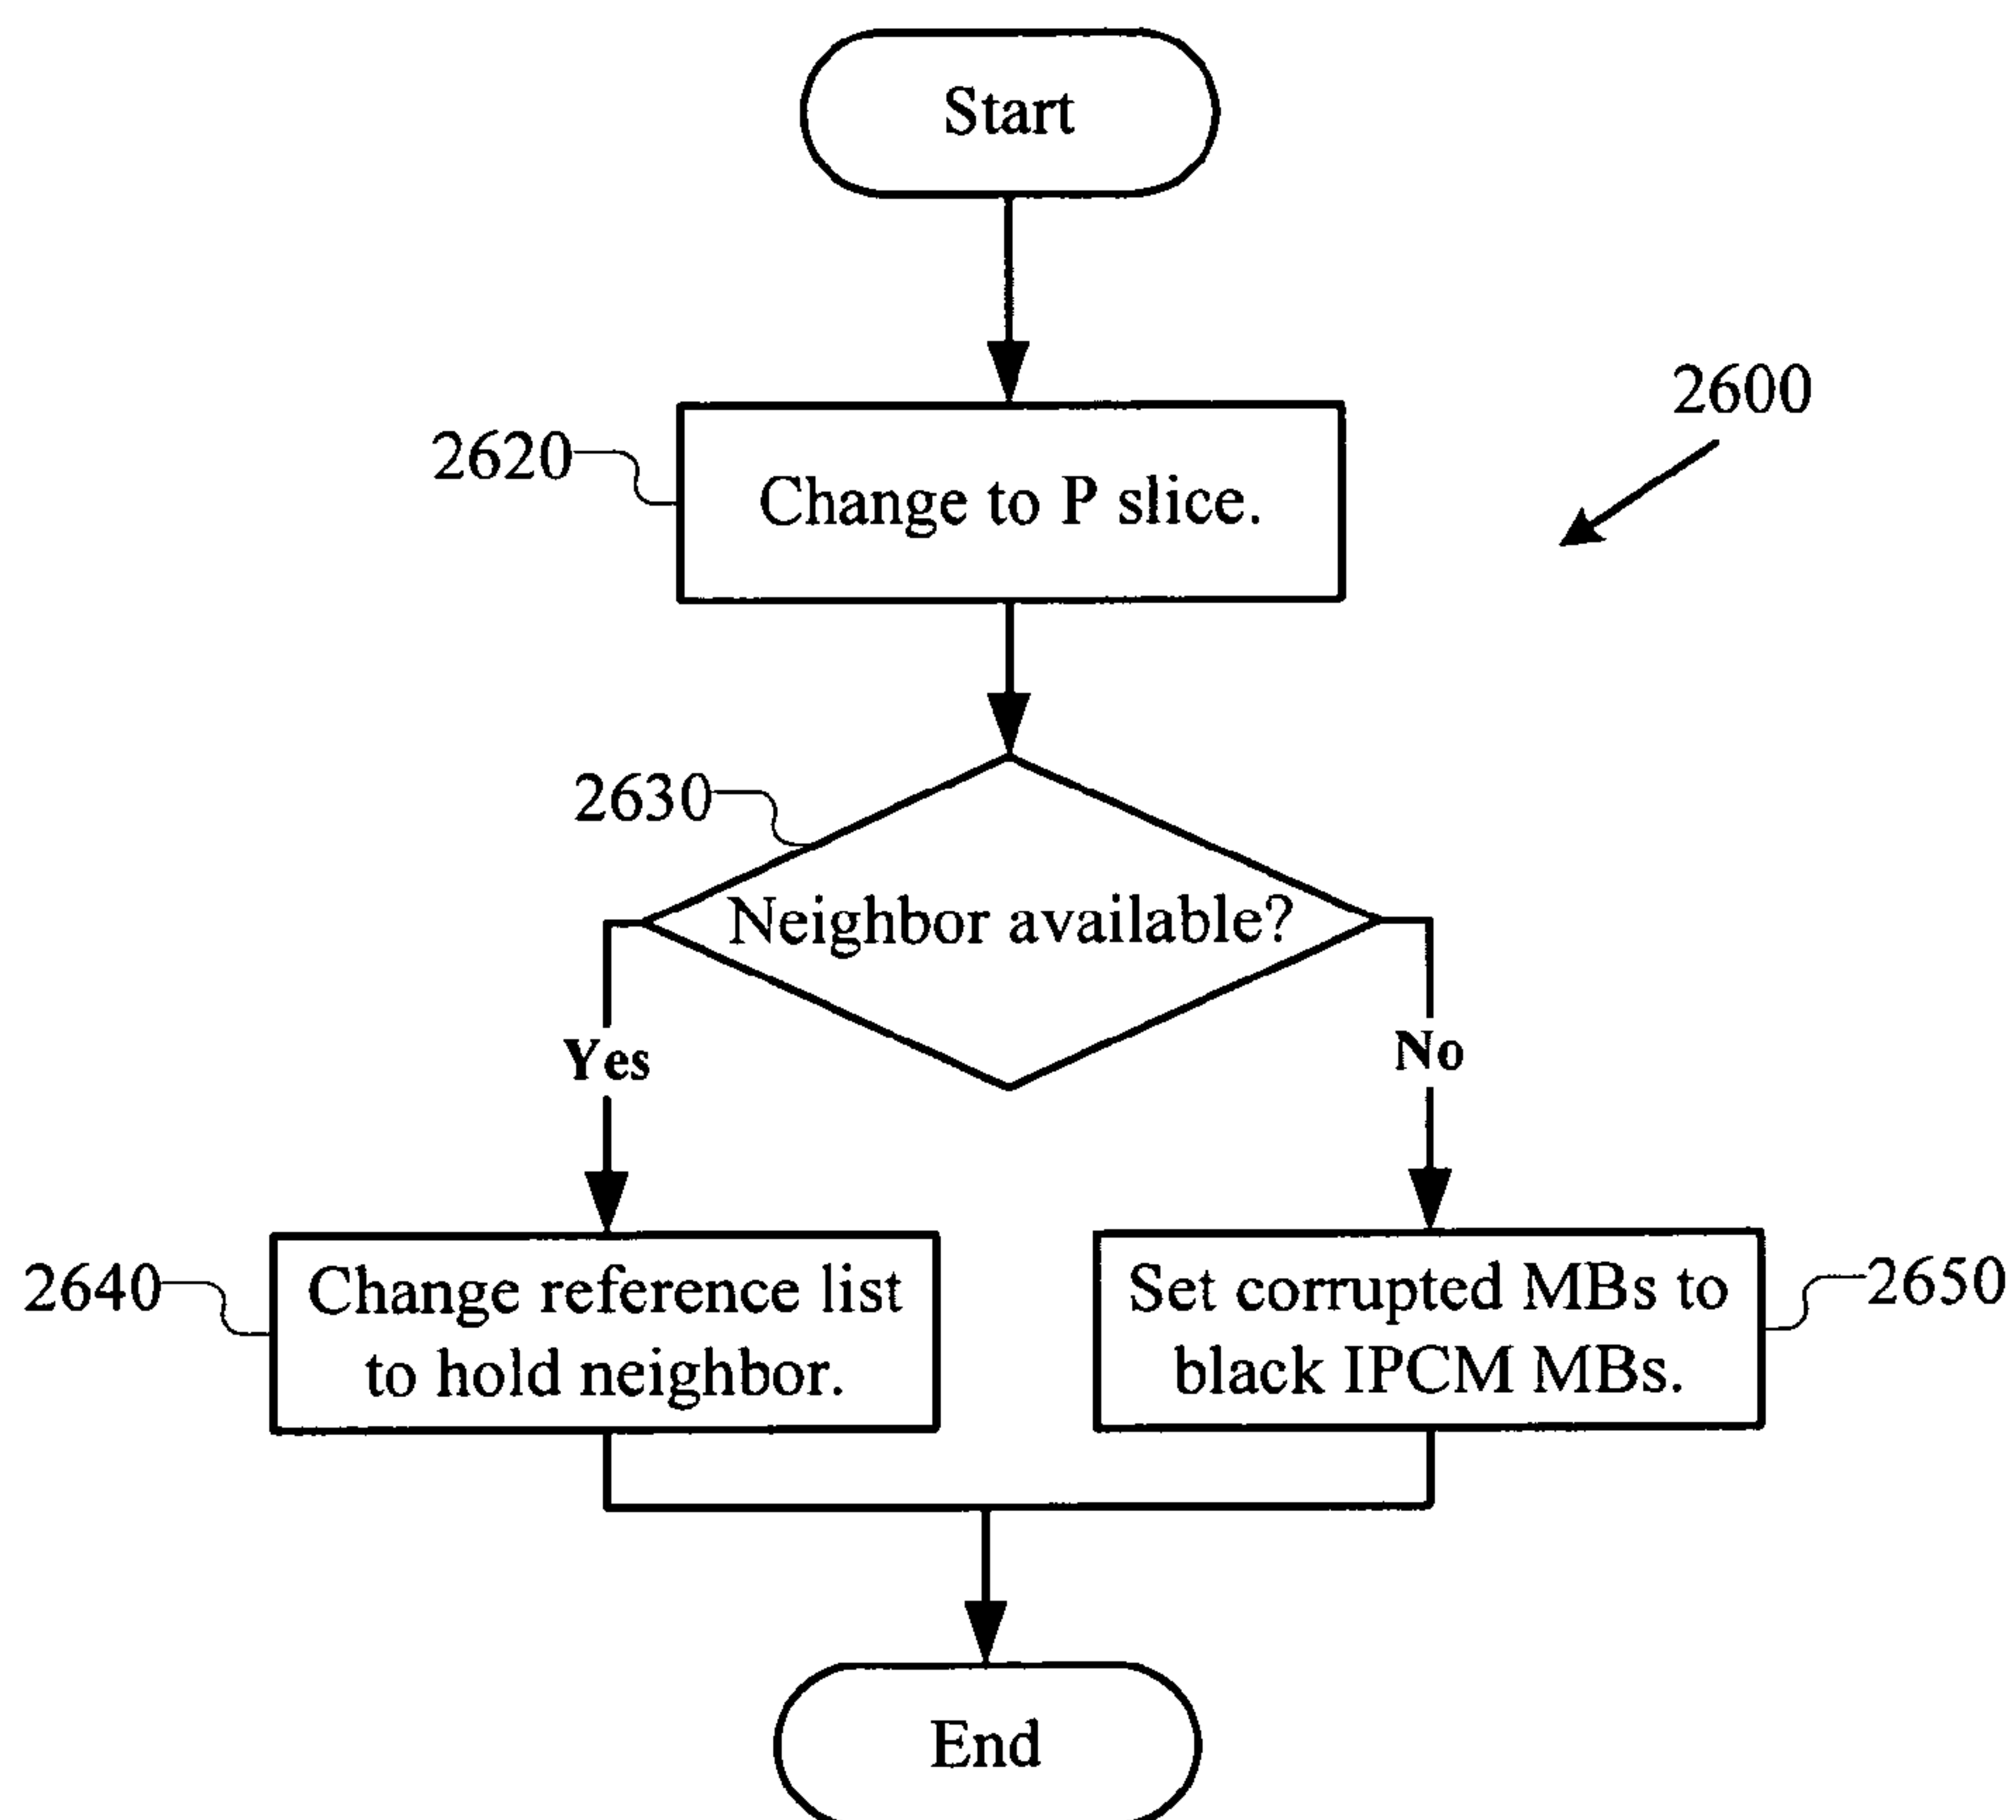 Start
2600
2620
Change to P slice.
2630
Neighbor available?
Yes
No
2640
Change reference list
to hold neighbor.
Set corrupted MBs to
black IPCM MBs.
2650
End